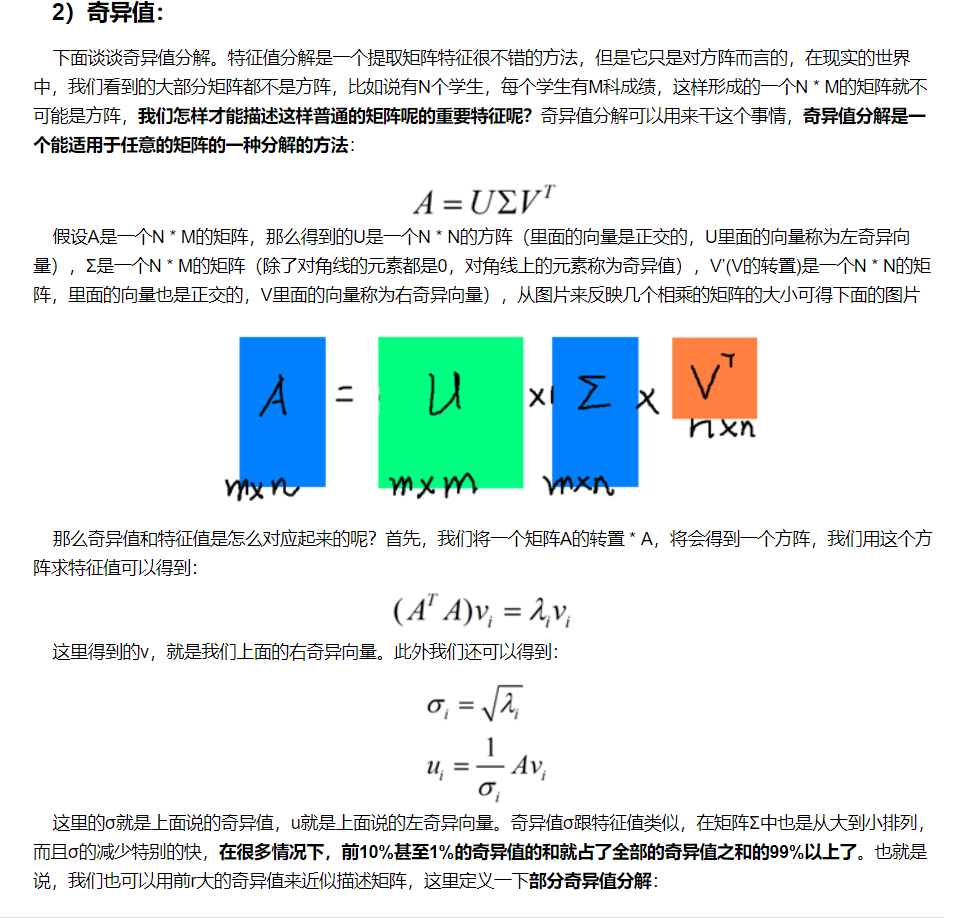 2）奇异值：
下面谈谈奇异值分解。特征值分解是一个提取矩阵特征很不错的方法，但是它只是对方阵而言的，在现实的世界
中，我们看到的大部分矩阵都不是方阵，比如说有N个学生，每个学生有M科成绩，这样形成的一个N * M的矩阵就不
可能是方阵，我们怎样才能描述这样普通的矩阵呢的重要特征呢？奇异值分解可以用来干这个事情，奇异值分解是一
个能适用于任意的矩阵的一种分解的方法：
A = UΣV^T
假设A是一个N * M的矩阵，那么得到的U是一个N * N的方阵（里面的向量是正交的，U里面的向量称为左奇异向
量），Σ是一个N * M的矩阵（除了对角线的元素都是0，对角线上的元素称为奇异值），V’(V的转置)是一个N * N的矩
阵，里面的向量也是正交的，V里面的向量称为右奇异向量），从图片来反映几个相乘的矩阵的大小可得下面的图片
A = U × Σ × V^T
m×n m×m m×n n×n
那么奇异值和特征值是怎么对应起来的呢？首先，我们将一个矩阵A的转置 * A，将会得到一个方阵，我们用这个方
阵求特征值可以得到：
(A^T A)v_i = λ_i v_i
这里得到的v，就是我们上面的右奇异向量。此外我们还可以得到：
σ_i = √λ_i
u_i = 1/σ_i Av_i
这里的σ就是上面说的奇异值，u就是上面说的左奇异向量。奇异值σ跟特征值类似，在矩阵Σ中也是从大到小排列，
而且σ的减少特别的快，在很多情况下，前10%甚至1%的奇异值的和就占了全部的奇异值之和的99%以上了。也就是
说，我们也可以用前r大的奇异值来近似描述矩阵，这里定义一下部分奇异值分解：